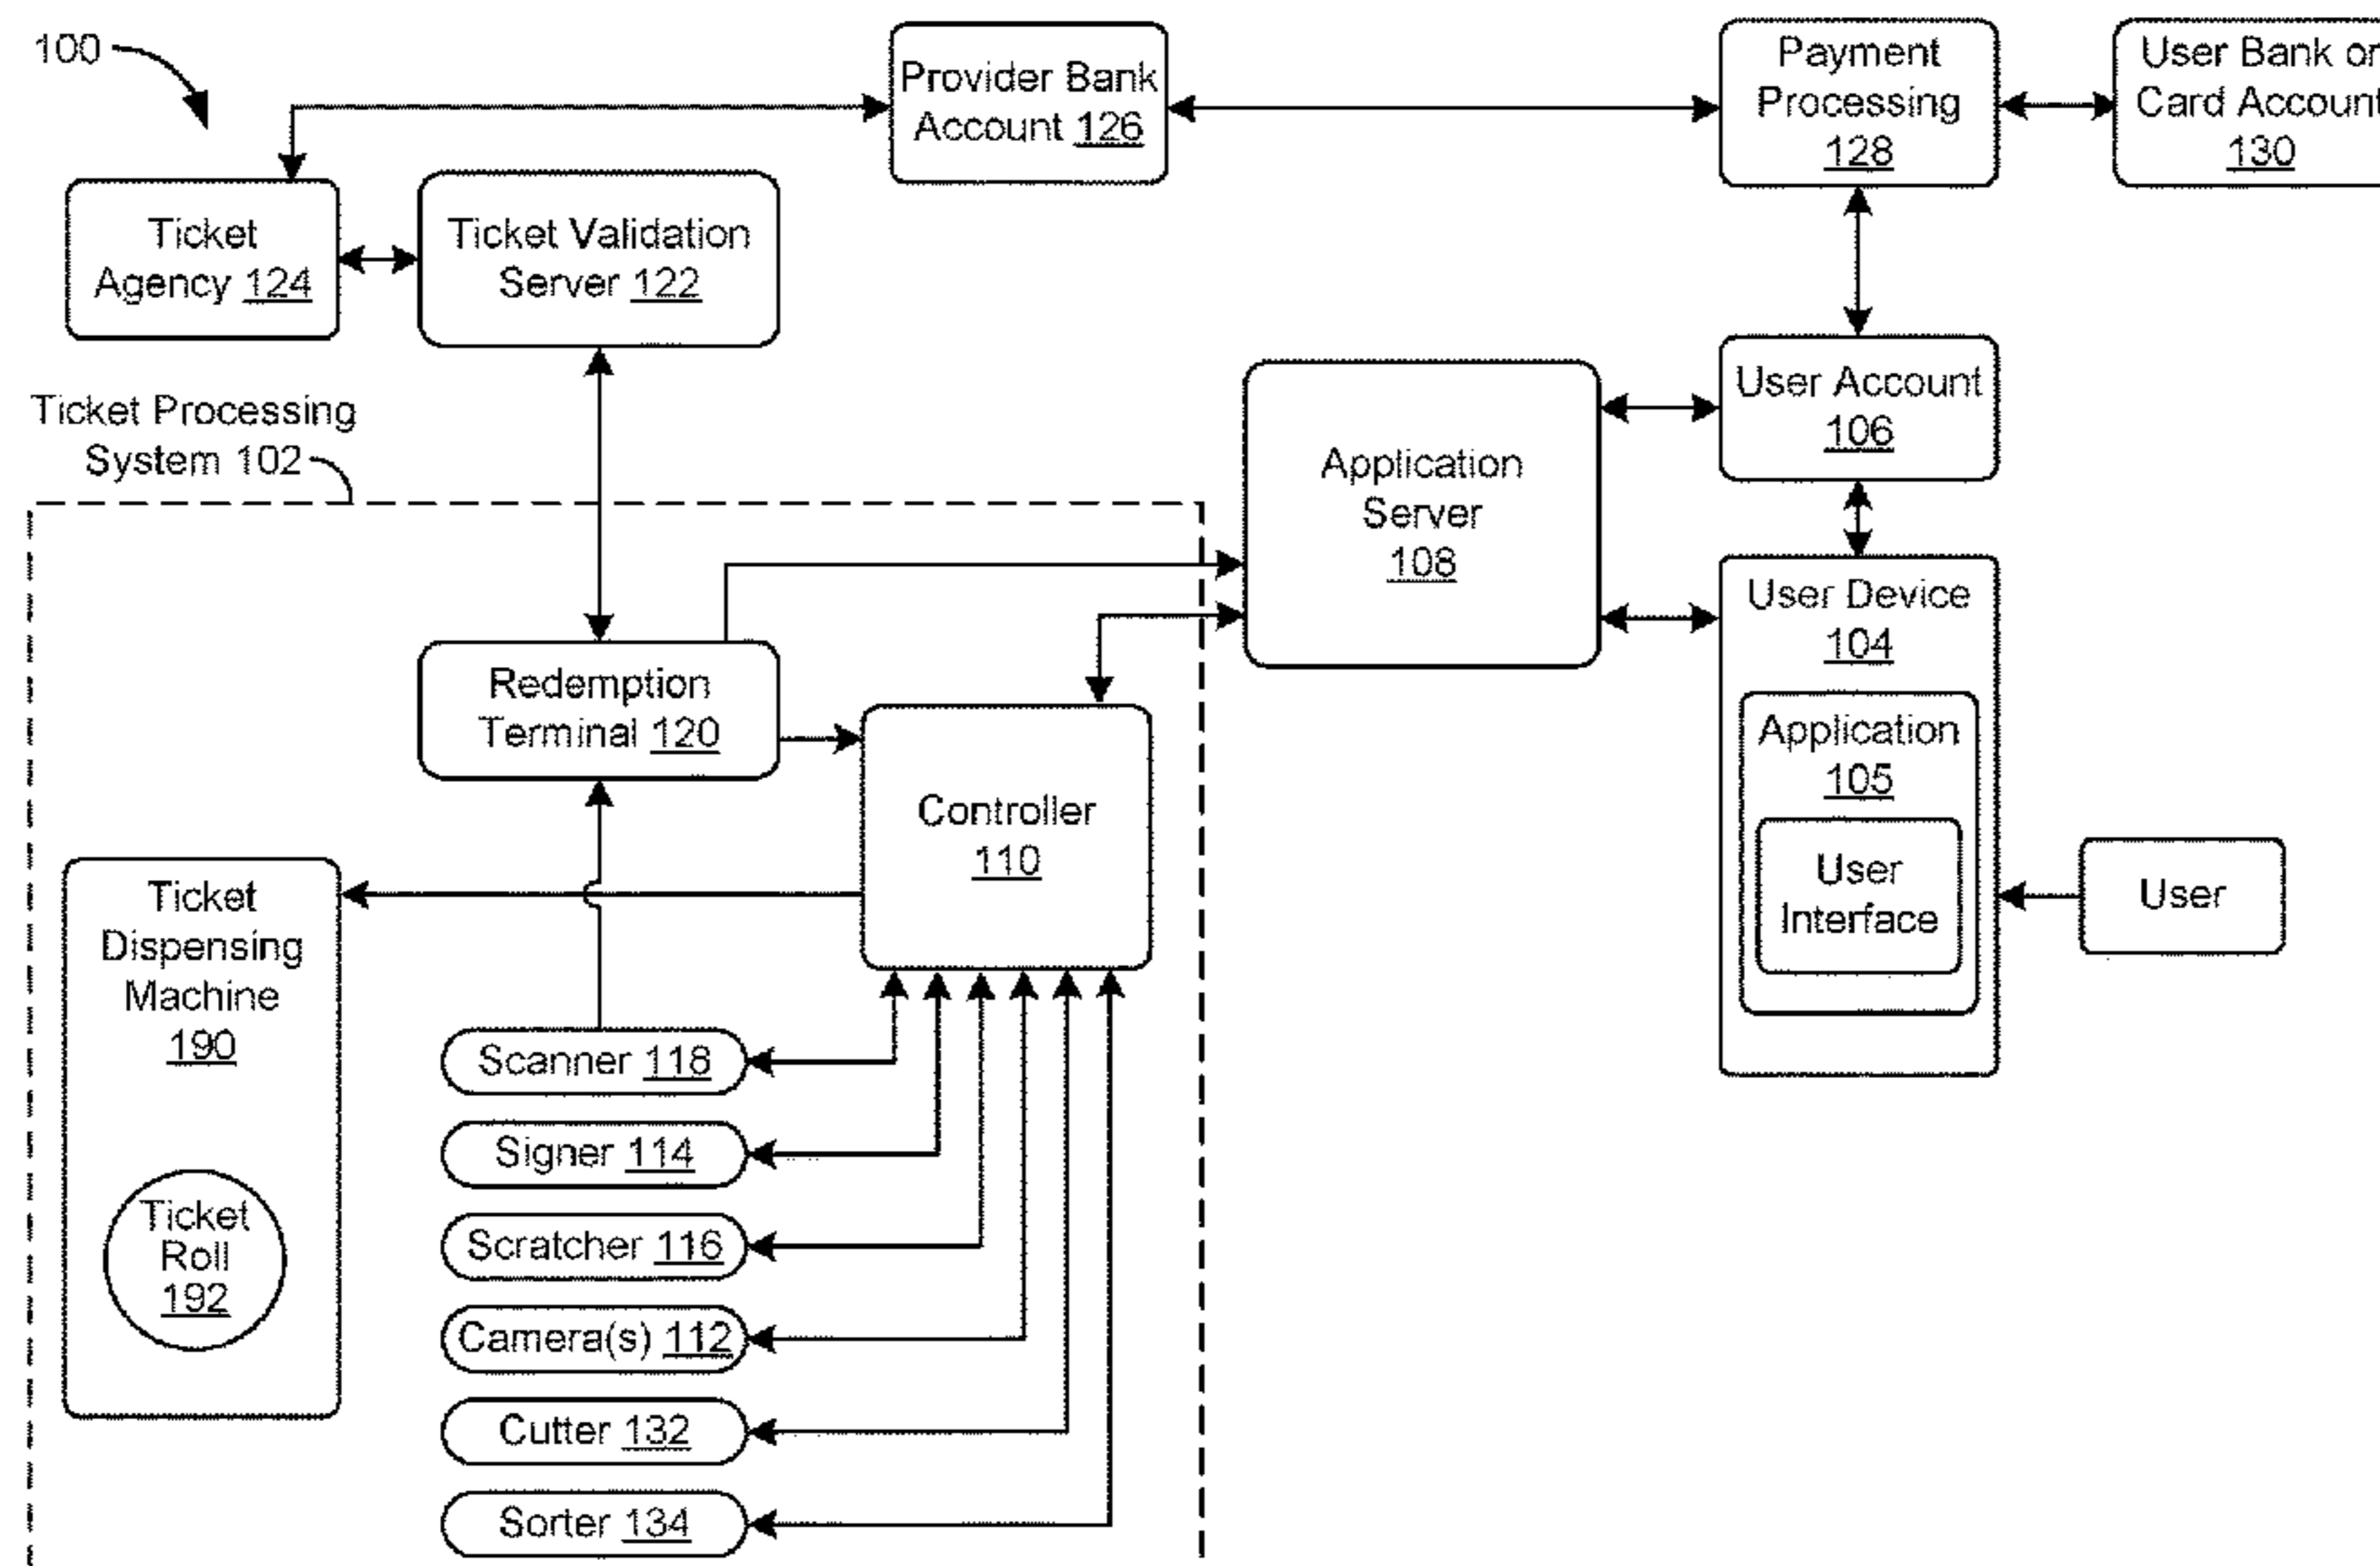 100
Provider Bank
Account 126
Payment
Processing
128
User Bank or
Card Account
130
Ticket
Agency 124
Ticket Validation
Server 122
User Account
106
Ticket Processing
System 102
Application
Server
108
User Device
104
Application
105
User
Interface
User
Redemption
Terminal 120
Controller
110
Ticket
Dispensing
Machine
190
Ticket
Roll
192
Scanner 118
Signer 114
Scratcher 116
Camera(s) 112
Cutter 132
Sorter 134